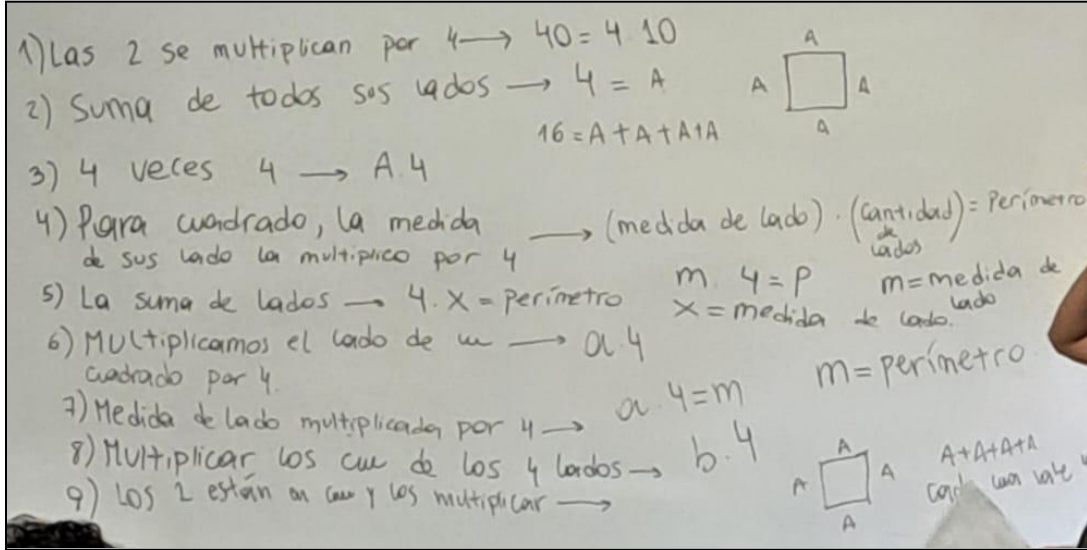 1) Las 2 se multiplican por 4 → 40 = 4.10
2) Suma de todos sus lados → 4 = A
16 = A + A + A + A
A
A A
A
3) 4 veces 4 → A.4
4) Para cuadrado, la medida de sus lado la multiplico por 4 → (medida de lado) . (cantidad de lados) = Perímetro
m. 4 = P m = medida de lado
5) La suma de lados → 4. x = Perímetro x = medida de lado.
6) Multiplicamos el lado de un cuadrado por 4. → a.4
7) Medida de lado multiplicada por 4 → a. 4 = m m = perímetro
8) Multiplicar los de los 4 lados → b.4
9) Los 2 están en y los multiplicar →
A
A A
A
A+A+A+A
cada una vale